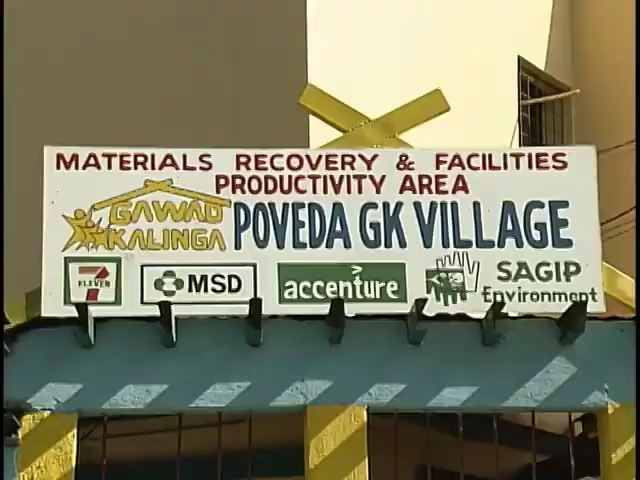 MATERIALS RECOVERY & FACILITIES
PRODUCTIVITY AREA
GAWAD
KALINGA
POVEDA GK VILLAGE
7 ELEVEN
MSD
accenture
SAGIP
Environment